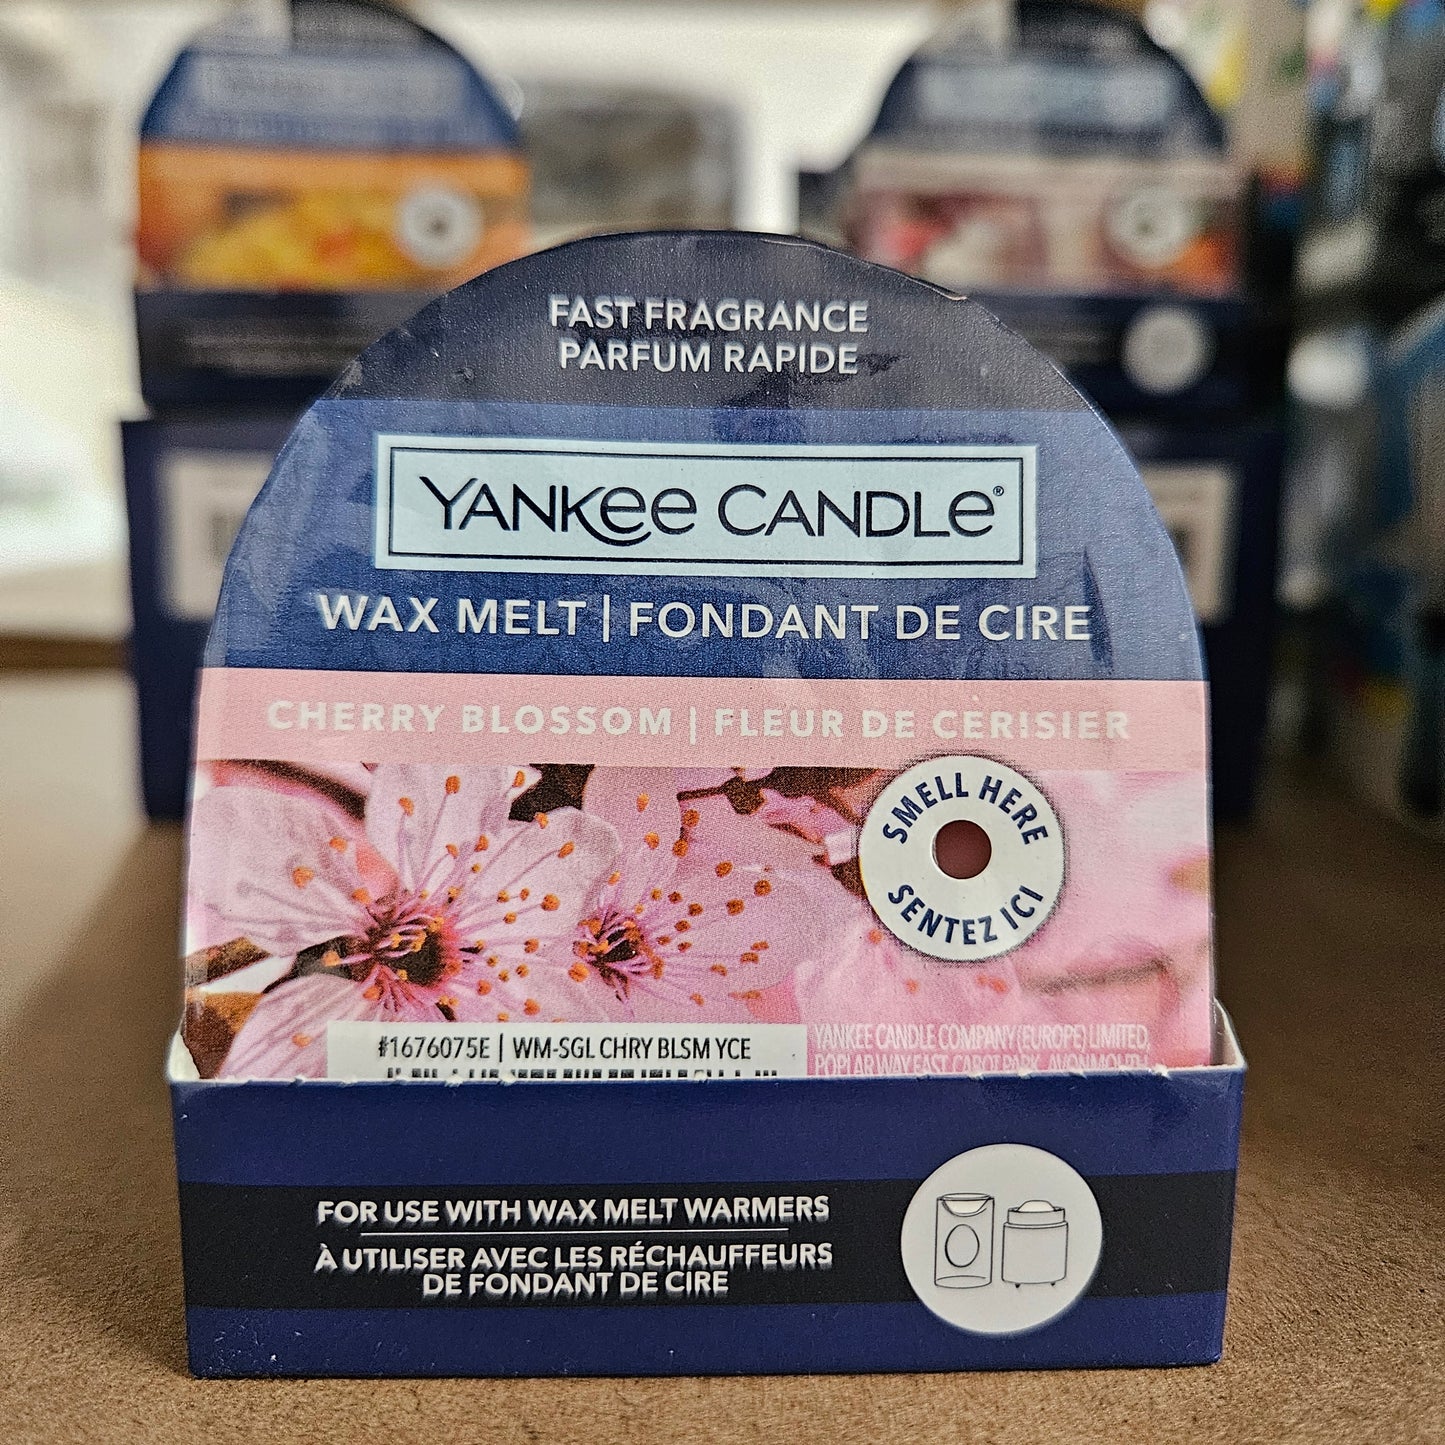 FAST FRAGRANCE
PARFUM RAPIDE
YANKEE CANDLE®
WAX MELT | FONDANT DE CIRE
CHERRY BLOSSOM | FLEUR DE CERISIER
SMELL HERE
SENTEZ ICI
#1676075E | WM-SGL CHRY BLSM YCE
YANKEE CANDLE COMPANY (EUROPE) LIMITED,
POPLAR WAY EAST, CABOT PARK, AVONMOUTH
FOR USE WITH WAX MELT WARMERS
À UTILISER AVEC LES RÉCHAUFFEURS
DE FONDANT DE CIRE